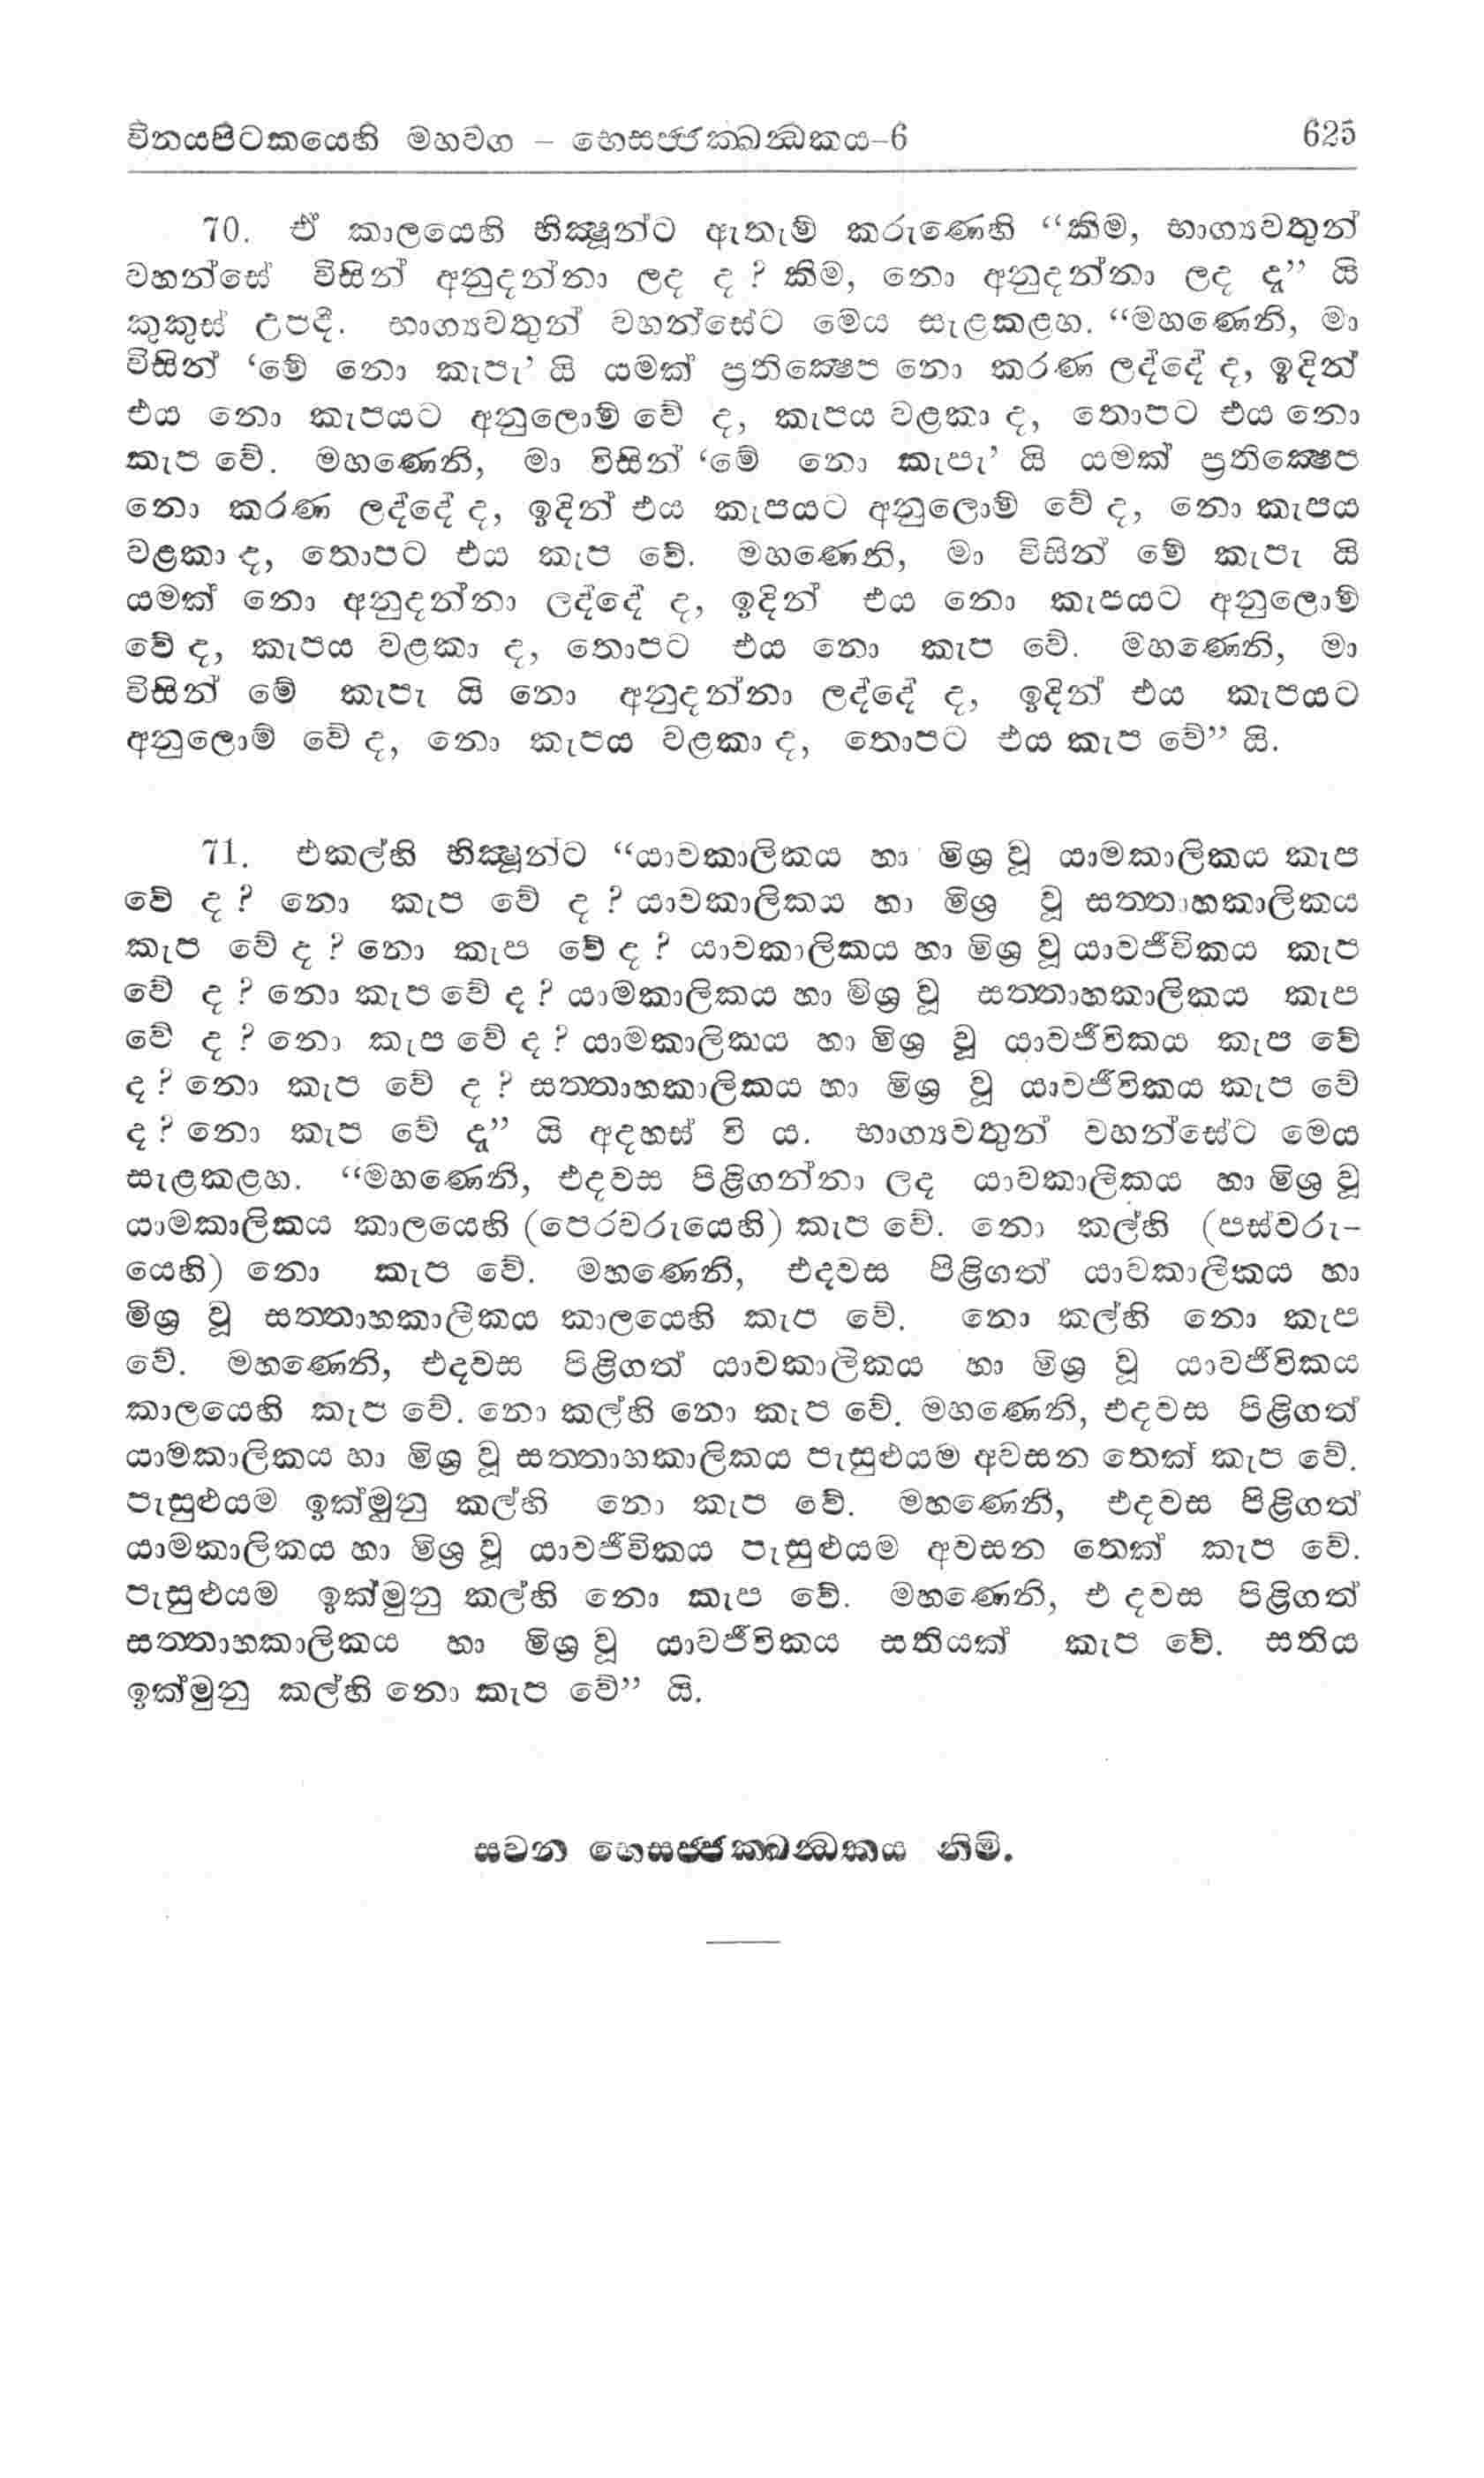 විනයපිටකයෙහි මහවග – භෙසජ්ජක්ඛන්ධකය–6 625
70. ඒ කාලයෙහි භික්ෂූන්ට ඇතැම් කරුණෙහි “කිම, භාග්‍යවතුන්
වහන්සේ විසින් අනුදන්නා ලද ද ? කිම, නො අනුදන්නා ලද දැ” යි
කුකුස් උපදී. භාග්‍යවතුන් වහන්සේට මෙය සැළකළහ. “මහණෙනි, මා
විසින් ‘මේ නො කැපැ’ යි යමක් ප්‍රතික්ෂෙප නො කරණ ලද්දේ ද, ඉදින්
එය නො කැපයට අනුලොම් වේ ද, කැපය වළකා ද, තොපට එය නො
කැප වේ. මහණෙනි, මා විසින් ‘මේ නො කැපැ’ යි යමක් ප්‍රතික්ෂෙප
නො කරණ ලද්දේ ද, ඉදින් එය කැපයට අනුලොම් වේ ද, නො කැපය
වළකා ද, තොපට එය කැප වේ. මහණෙනි, මා විසින් මේ කැපැ යි
යමක් නො අනුදන්නා ලද්දේ ද, ඉදින් එය නො කැපයට අනුලොම්
වේ ද, කැපය වළකා ද, තොපට එය නො කැප වේ. මහණෙනි, මා
විසින් මේ කැපැ යි නො අනුදන්නා ලද්දේ ද, ඉදින් එය කැපයට
අනුලොම් වේ ද, නො කැපය වළකා ද, තොපට එය කැප වේ” යි.
71. එකල්හි භික්ෂූන්ට “යාවකාලිකය හා මිශ්‍ර වූ යාමකාලිකය කැප
වේ ද ? නො කැප වේ ද ? යාවකාලිකය හා මිශ්‍ර වූ සත්තාහකාලිකය
කැප වේ ද ? නො කැප වේ ද ? යාවකාලිකය හා මිශ්‍ර වූ යාවජීවිකය කැප
වේ ද ? නො කැප වේ ද ? යාමකාලිකය හා මිශ්‍ර වූ සත්තාහකාලිකය කැප
වේ ද ? නො කැප වේ ද ? යාමකාලිකය හා මිශ්‍ර වූ යාවජීවිකය කැප වේ
ද ? නො කැප වේ ද ? සත්තාහකාලිකය හා මිශ්‍ර වූ යාවජීවිකය කැප වේ
ද ? නො කැප වේ දැ” යි අදහස් වි ය. භාග්‍යවතුන් වහන්සේට මෙය
සැළකළහ. “මහණෙනි, එදවස පිළිගන්නා ලද යාවකාලිකය හා මිශ්‍ර වූ
යාමකාලිකය කාලයෙහි (පෙරවරුයෙහි) කැප වේ. නො කල්හි (පස්වරු-
යෙහි) නො කැප වේ. මහණෙනි, එදවස පිළිගත් යාවකාලිකය හා
මිශ්‍ර වූ සත්තාහකාලිකය කාලයෙහි කැප වේ. නො කල්හි නො කැප
වේ. මහණෙනි, එදවස පිළිගත් යාවකාලිකය හා මිශ්‍ර වූ යාවජීවිකය
කාලයෙහි කැප වේ. නො කල්හි නො කැප වේ. මහණෙනි, එදවස පිළිගත්
යාමකාලිකය හා මිශ්‍ර වූ සත්තාහකාලිකය පැසුළුයම අවසන තෙක් කැප වේ.
පැසුළුයම ඉක්මුනු කල්හි නො කැප වේ. මහණෙනි, එදවස පිළිගත්
යාමකාලිකය හා මිශ්‍ර වූ යාවජීවිකය පැසුළුයම අවසන තෙක් කැප වේ.
පැසුළුයම ඉක්මුනු කල්හි නො කැප වේ. මහණෙනි, එ දවස පිළිගත්
සත්තාහකාලිකය හා මිශ්‍ර වූ යාවජීවිකය සතියක් කැප වේ. සතිය
ඉක්මුනු කල්හි නො කැප වේ” යි.
සවන භෙසජ්ජක්ඛන්ධකය නිමි.